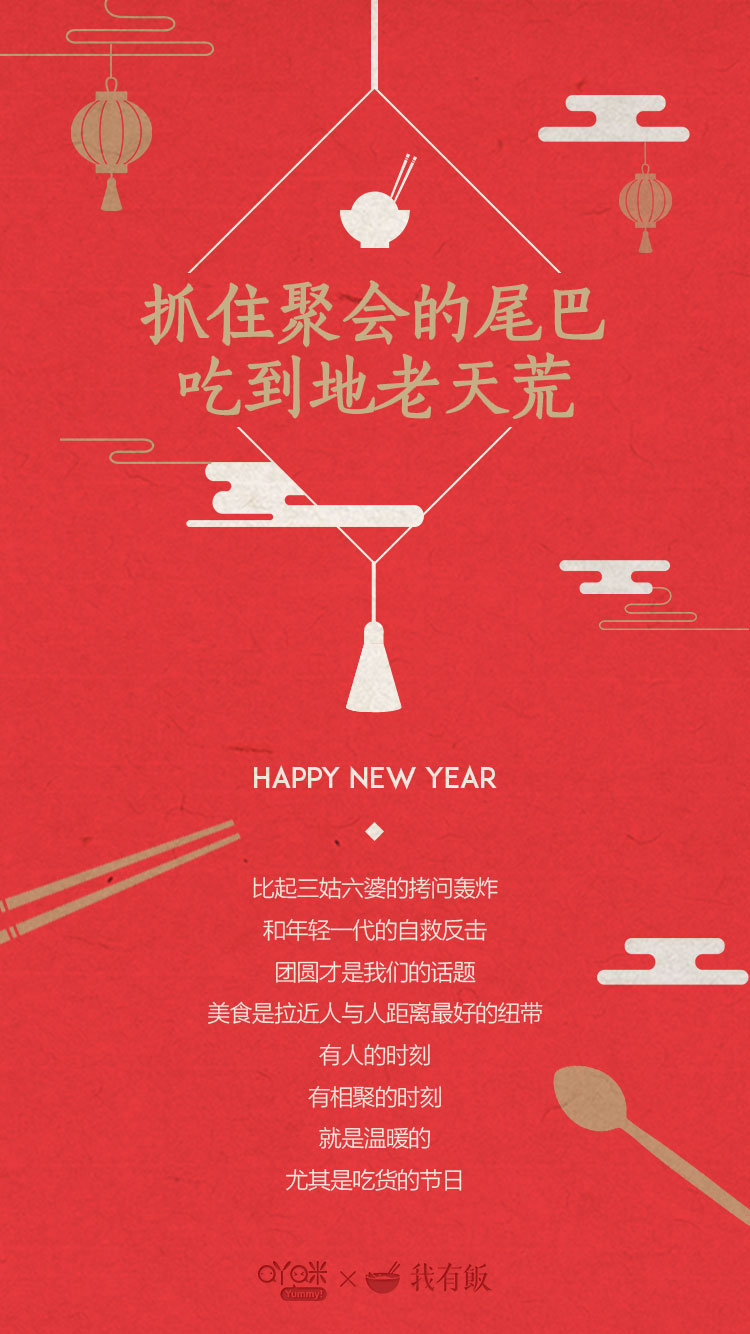 抓住聚会的尾巴
吃到地老天荒
HAPPY NEW YEAR
比起三姑六婆的拷问轰炸
和年轻一代的自救反击
团圆才是我们的话题
美食是拉近人与人距离最好的纽带
有人的时刻
有相聚的时刻
就是温暖的
尤其是吃货的节日
吖咪 Yummy! × 我有飯